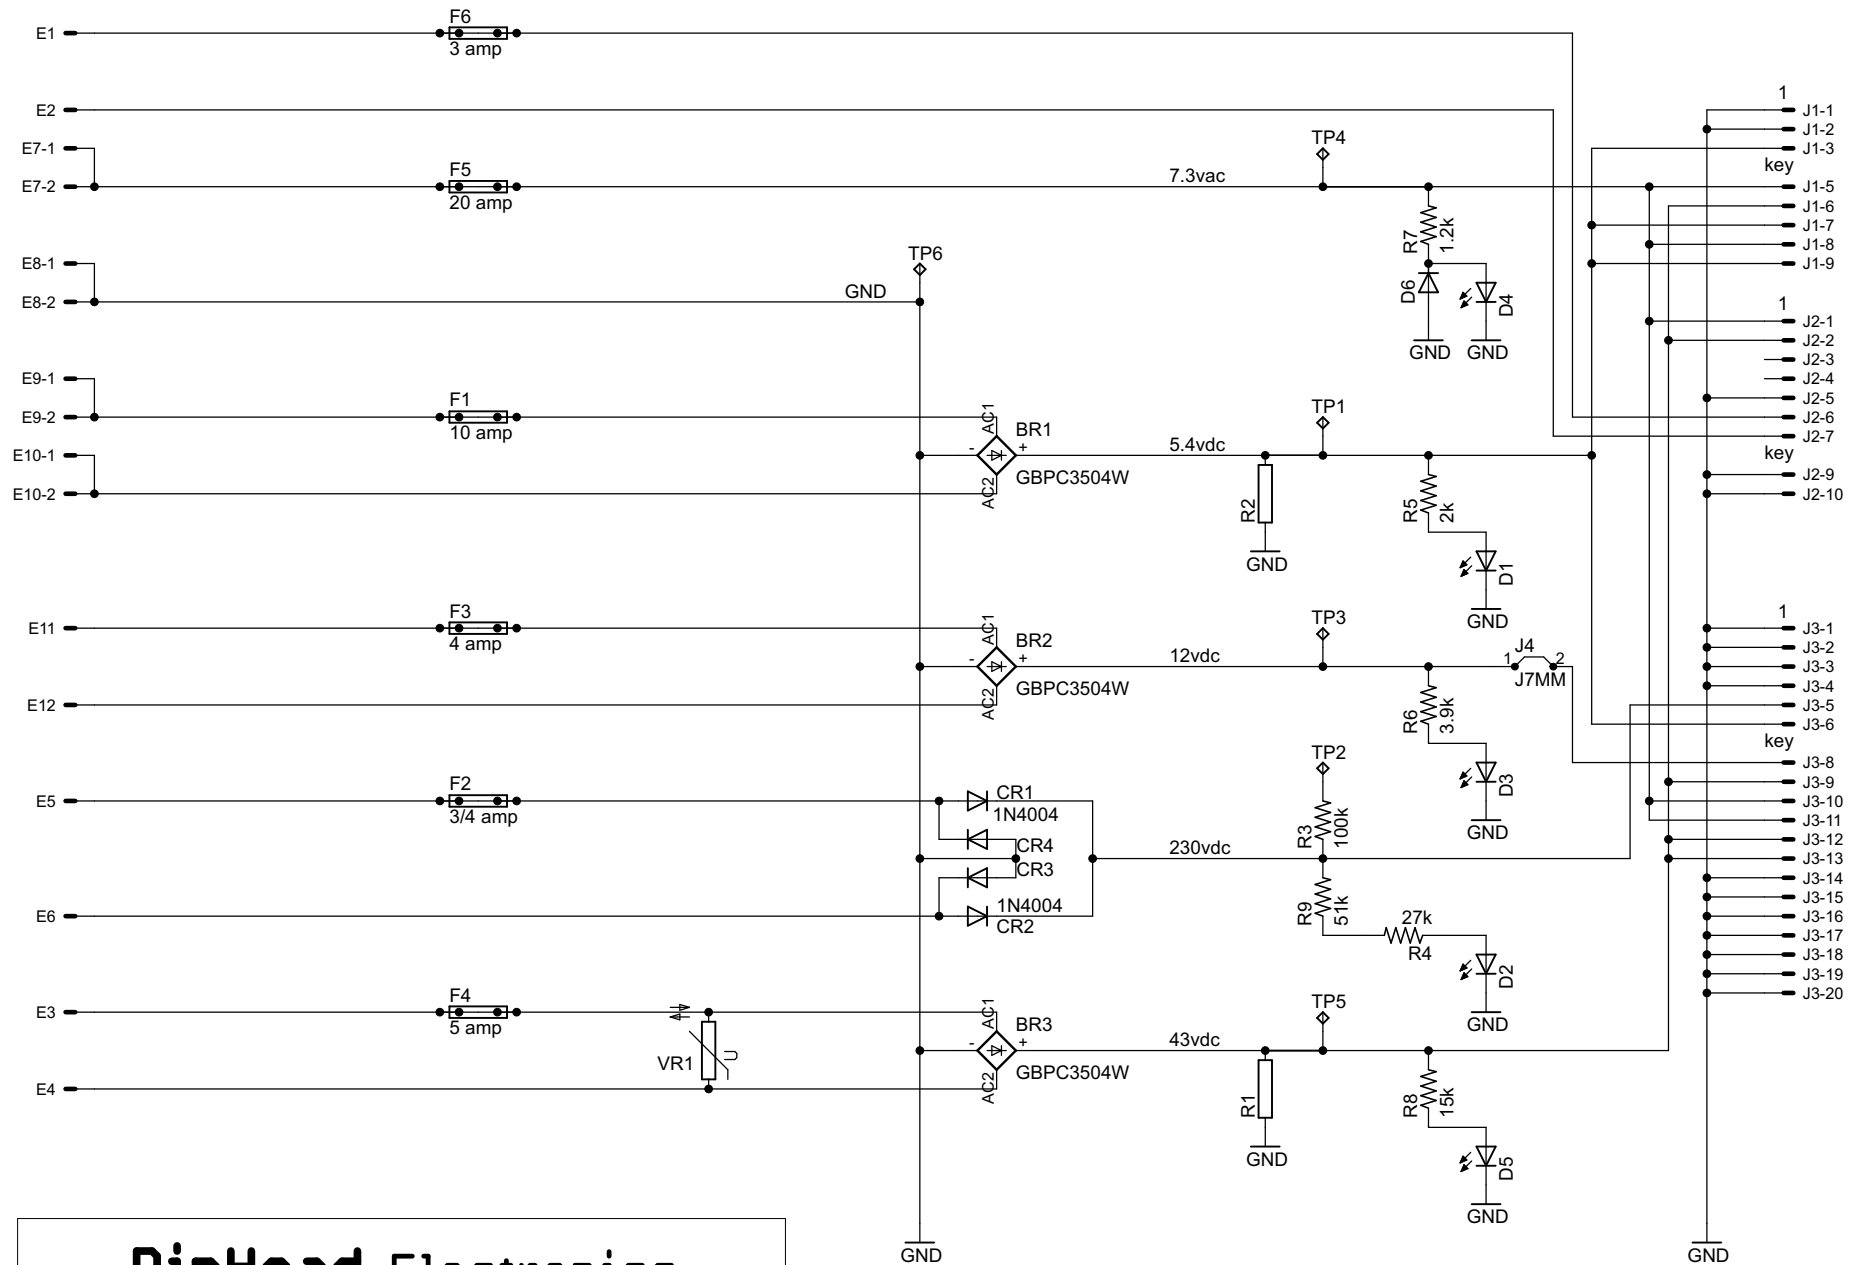 F6
E1
3 amp
1
E2
J1-1
J1-2
E7-1
TP4
J1-3
key
F5
7.3vac
E7-2
20 amp
J1-5
J1-6
R7
1.2k
J1-7
J1-8
TP6
E8-1
J1-9
GND
E8-2
D6
D4
1
J2-1
J2-2
GND
GND
J2-3
E9-1
J2-4
F1
AC1
TP1
J2-5
E9-2
10 amp
BR1
J2-6
J2-7
E10-1
-
+
5.4vdc
key
GBPC3504W
J2-9
E10-2
AC2
R2
R5
2k
J2-10
GND
D1
F3
AC1
TP3
GND
1
E11
4 amp
BR2
J3-1
J3-2
-
+
12vdc
J4
1
2
J3-3
GBPC3504W
J7MM
J3-4
E12
AC2
R6
3.9k
J3-5
J3-6
key
TP2
J3-8
F2
CR1
D3
J3-9
E5
3/4 amp
1N4004
J3-10
R3
100k
GND
J3-11
CR4
230vdc
J3-12
CR3
J3-13
J3-14
1N4004
R9
51k
J3-15
E6
CR2
27k
J3-16
J3-17
R4
J3-18
D2
J3-19
F4
AC1
TP5
J3-20
E3
5 amp
BR3
GND
-
+
43vdc
VR1
U
GBPC3504W
E4
AC2
R1
R8
15k
GND
D5
GND
PinHead Electronics
GND
GND